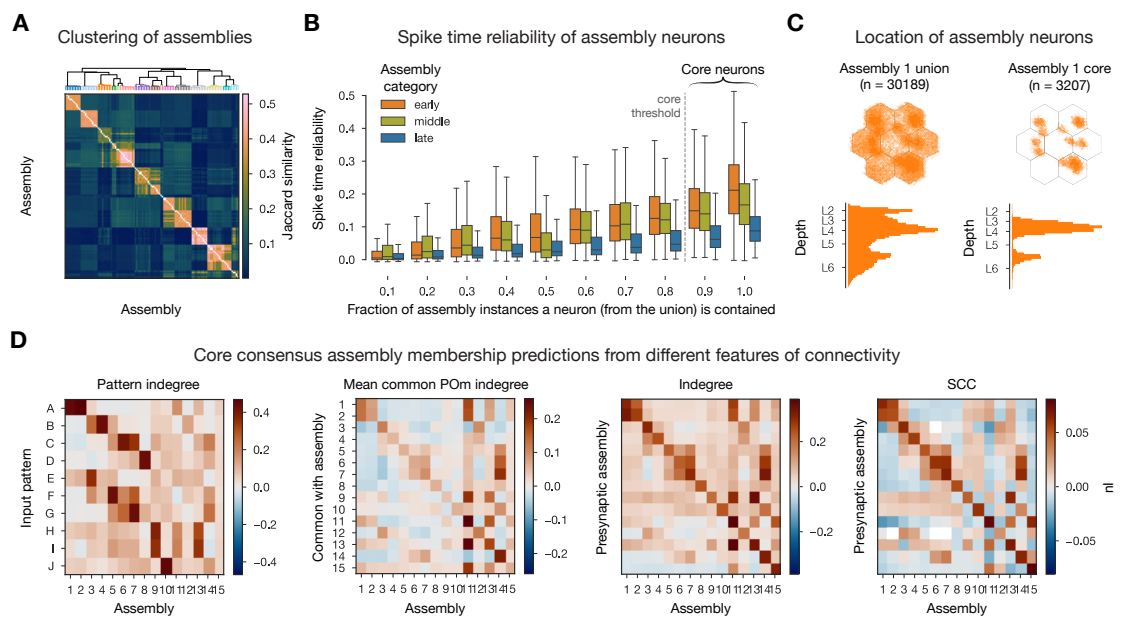 A
Clustering of assemblies
Assembly
Assembly
0.5
0.4
0.3
0.2
0.1
Jaccard similarity
B
Spike time reliability of assembly neurons
Assembly
category
early
middle
late
Core neurons
core
threshold
Spike time reliability
0.5
0.4
0.3
0.2
0.1
0.0
0.1 0.2 0.3 0.4 0.5 0.6 0.7 0.8 0.9 1.0
Fraction of assembly instances a neuron (from the union) is contained
C
Location of assembly neurons
Assembly 1 union
(n = 30189)
Assembly 1 core
(n = 3207)
Depth
L2
L3
L4
L5
L6
Depth
L2
L3
L4
L5
L6
D
Core consensus assembly membership predictions from different features of connectivity
Pattern indegree
Input pattern
A
B
C
D
E
F
G
H
I
J
1 2 3 4 5 6 7 8 9 10 11 12 13 14 15
Assembly
0.4
0.2
0.0
−0.2
−0.4
Mean common POm indegree
Common with assembly
1
2
3
4
5
6
7
8
9
10
11
12
13
14
15
1 2 3 4 5 6 7 8 9 10 11 12 13 14 15
Assembly
0.2
0.1
0.0
−0.1
−0.2
Indegree
Presynaptic assembly
1 2 3 4 5 6 7 8 9 10 11 12 13 14 15
Assembly
0.2
0.0
−0.2
SCC
Presynaptic assembly
1 2 3 4 5 6 7 8 9 10 11 12 13 14 15
Assembly
0.05
0.00
−0.05
nI